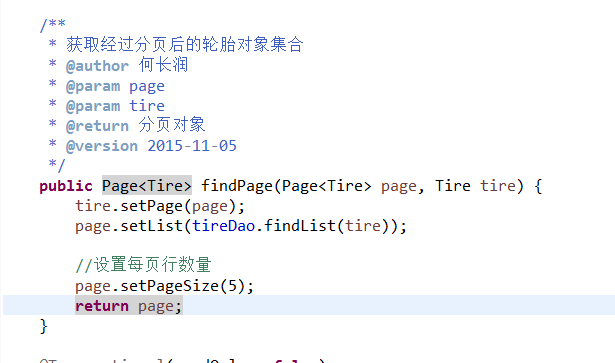 /**
* 获取经过分页后的轮胎对象集合
* @author 何长润
* @param page
* @param tire
* @return 分页对象
* @version 2015-11-05
*/
public Page<Tire> findPage(Page<Tire> page, Tire tire) {
tire.setPage(page);
page.setList(tireDao.findList(tire));
//设置每页行数量
page.setPageSize(5);
return page;
}